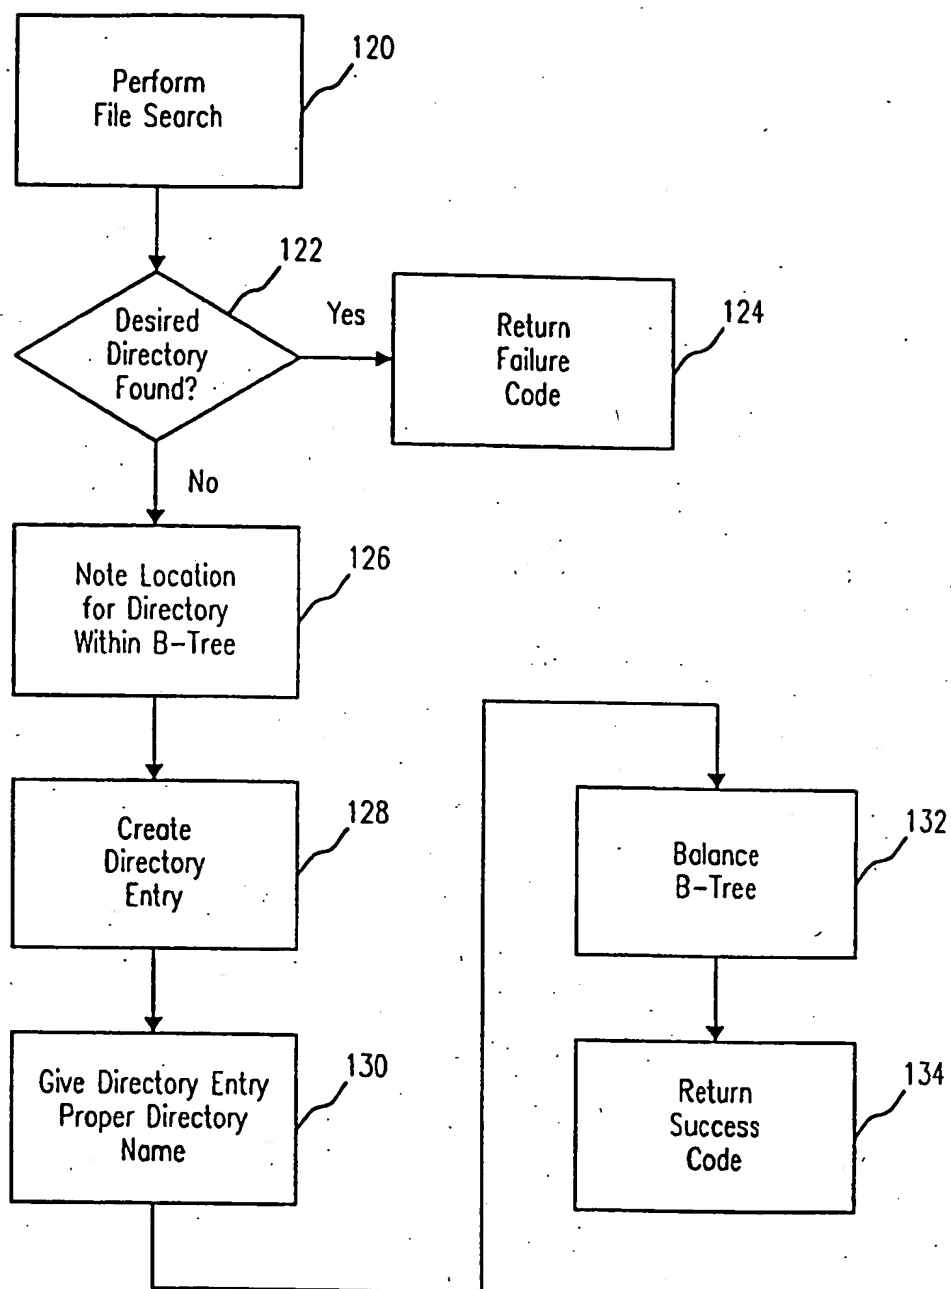 120
Perform
File Search
122
Desired
Directory
Found?
Yes
Return
Failure
Code
124
No
Note Location
for Directory
Within B-Tree
126
Create
Directory
Entry
128
Give Directory Entry
Proper Directory
Name
130
Balance
B-Tree
132
Return
Success
Code
134